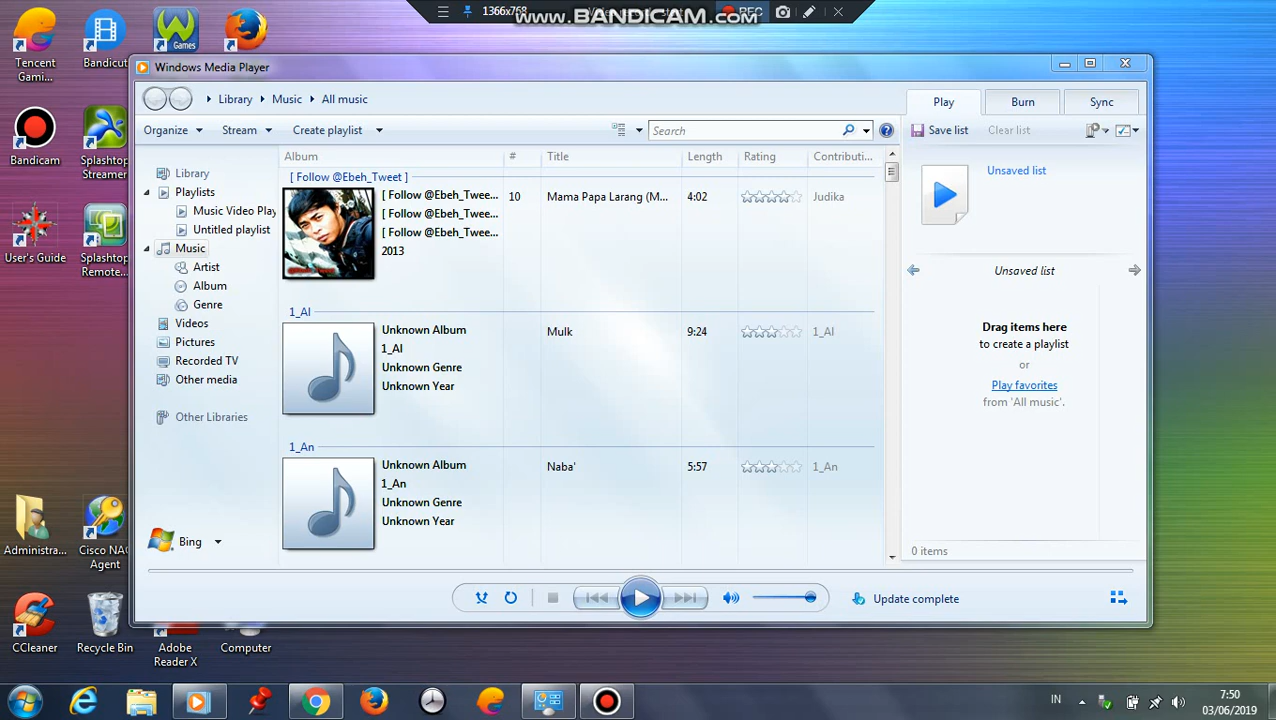 1366x768
www.BANDICAM.com
REC
Tencent
Gami...
Bandicut
Games
Bandicam
Splashtop
Streamer
User's Guide
Splashtop
Remote...
Administra...
Cisco NAC
Agent
CCleaner
Recycle Bin
Adobe
Reader X
Computer
Windows Media Player
Library
Music
All music
Organize
Stream
Create playlist
Search
Library
Playlists
Music Video Play
Untitled playlist
Music
Artist
Album
Genre
Videos
Pictures
Recorded TV
Other media
Other Libraries
Bing
Album # Title Length Rating Contributi...
[ Follow @Ebeh_Tweet ]
[ Follow @Ebeh_Twee... 10 Mama Papa Larang (M... 4:02 Judika
[ Follow @Ebeh_Twee...
[ Follow @Ebeh_Twee...
2013
1_Al
Unknown Album Mulk 9:24 1_Al
1_Al
Unknown Genre
Unknown Year
1_An
Unknown Album Naba' 5:57 1_An
1_An
Unknown Genre
Unknown Year
Play Burn Sync
Save list Clear list
Unsaved list
Unsaved list
Drag items here
to create a playlist
or
Play favorites
from 'All music'.
0 items
Update complete
IN
7:50
03/06/2019